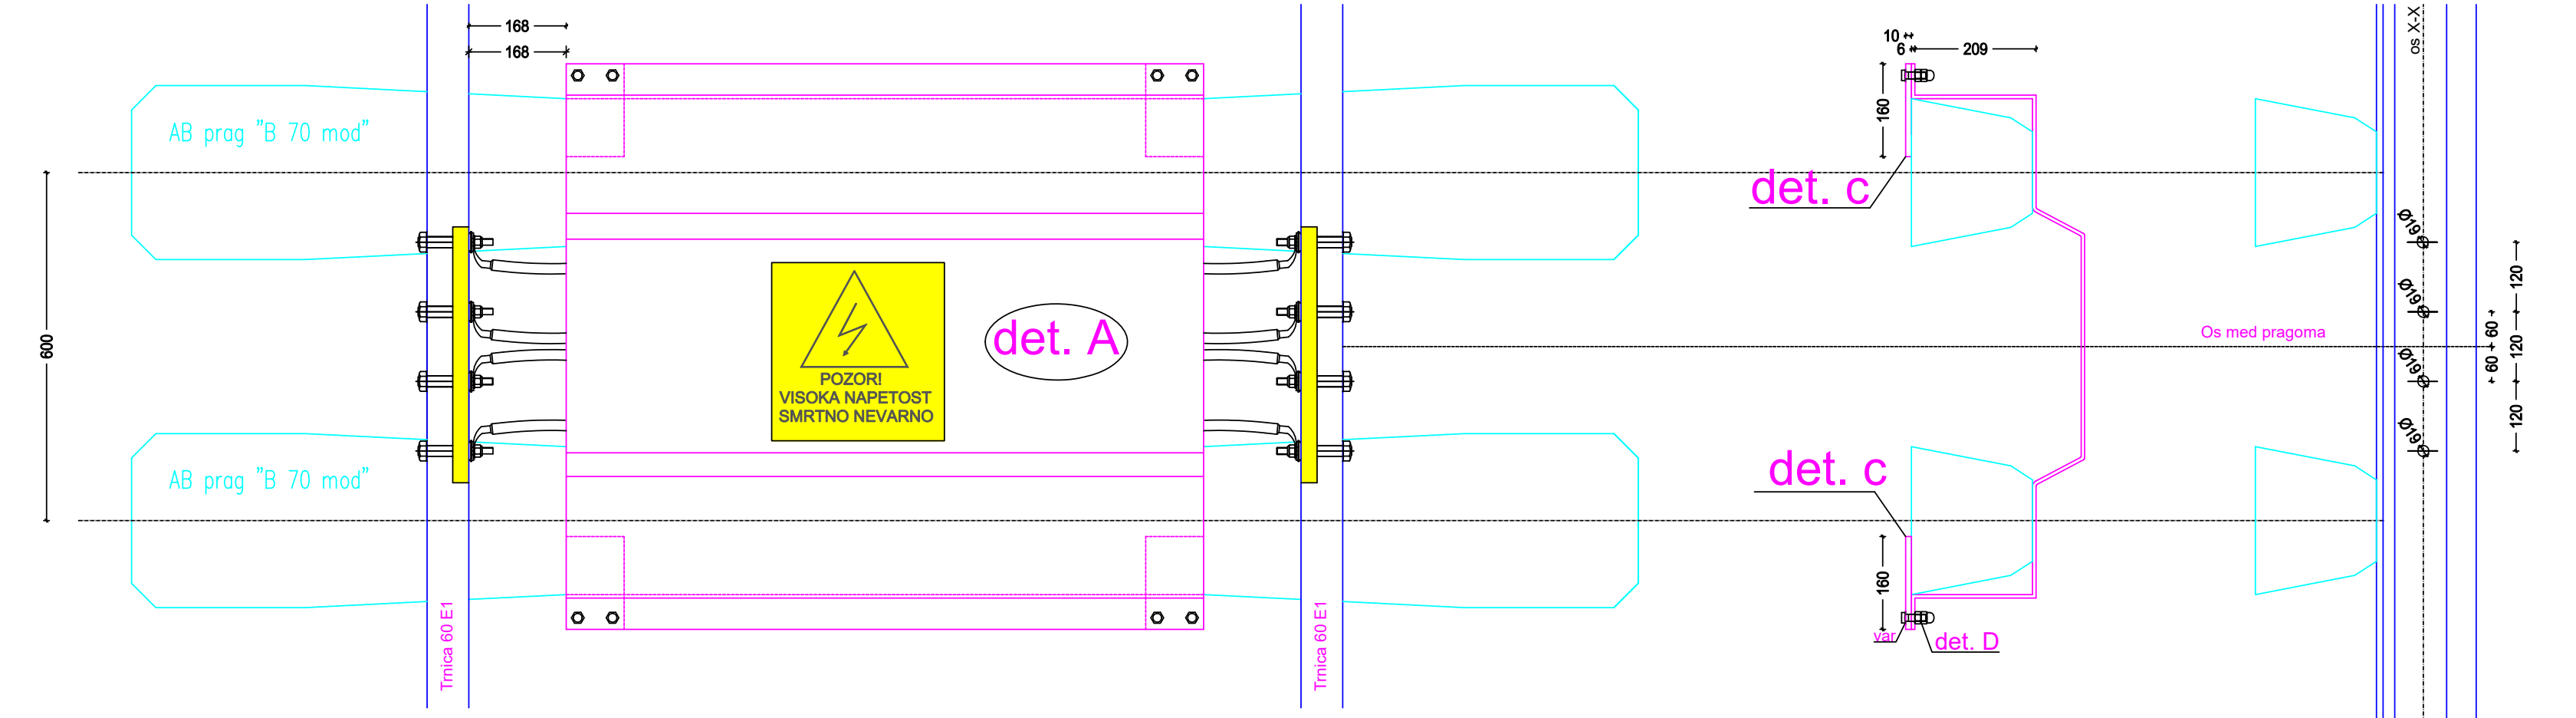 168
168
10
6
209
os X-X
AB prag "B 70 mod"
160
det. c
600
Ø19
Ø19
Ø19
Ø19
120
120
120
60
60
Os med pragoma
det. A
POZOR!
VISOKA NAPETOST
SMRTNO NEVARNO
det. c
AB prag "B 70 mod"
160
Trnica 60 E1
Trnica 60 E1
var
det. D